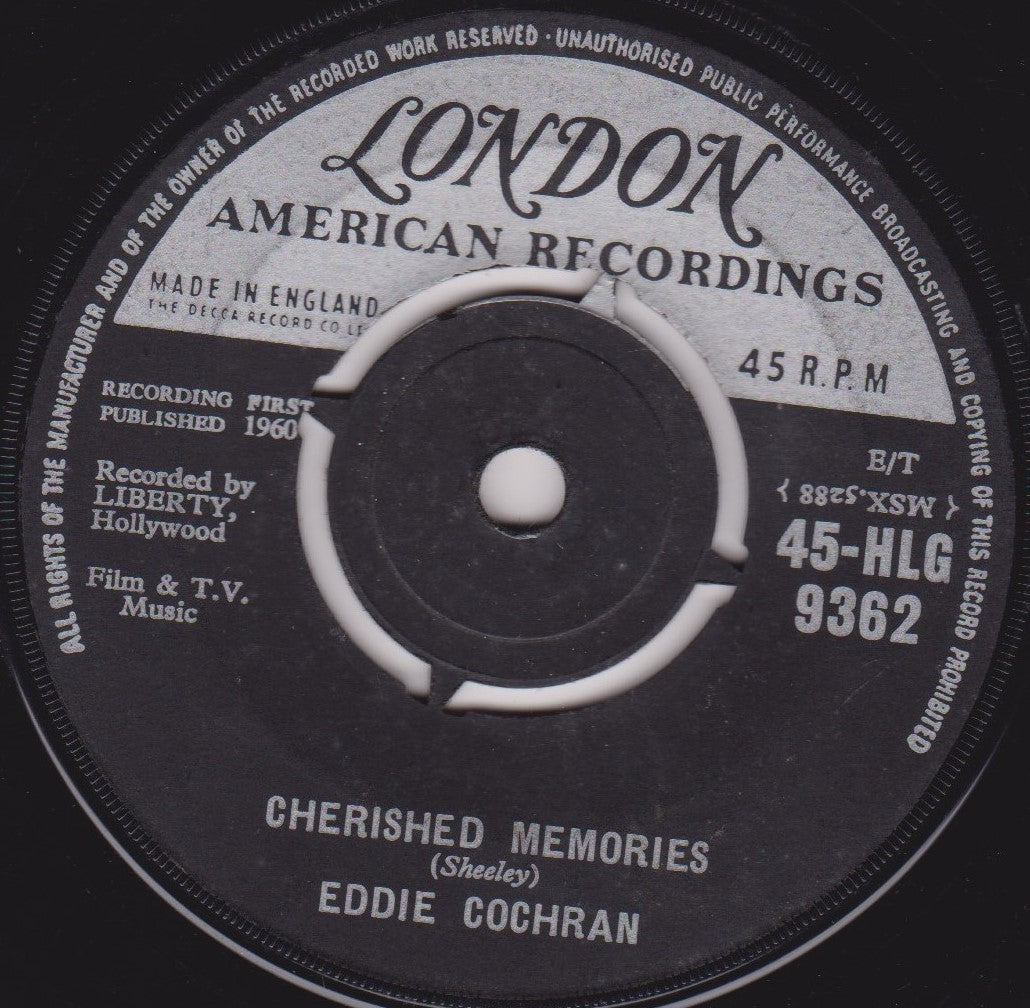 ALL RIGHTS OF THE MANUFACTURER AND OF THE OWNER OF THE RECORDED WORK RESERVED · UNAUTHORISED PUBLIC PERFORMANCE BROADCASTING AND COPYING OF THIS RECORD PROHIBITED
LONDON
AMERICAN RECORDINGS
MADE IN ENGLAND
THE DECCA RECORD CO LT
45 R.P.M
RECORDING FIRST
PUBLISHED 1960
Recorded by
LIBERTY,
Hollywood
Film & T.V.
Music
E/T
{ MSX.5288 }
45-HLG
9362
CHERISHED MEMORIES
(Sheeley)
EDDIE COCHRAN